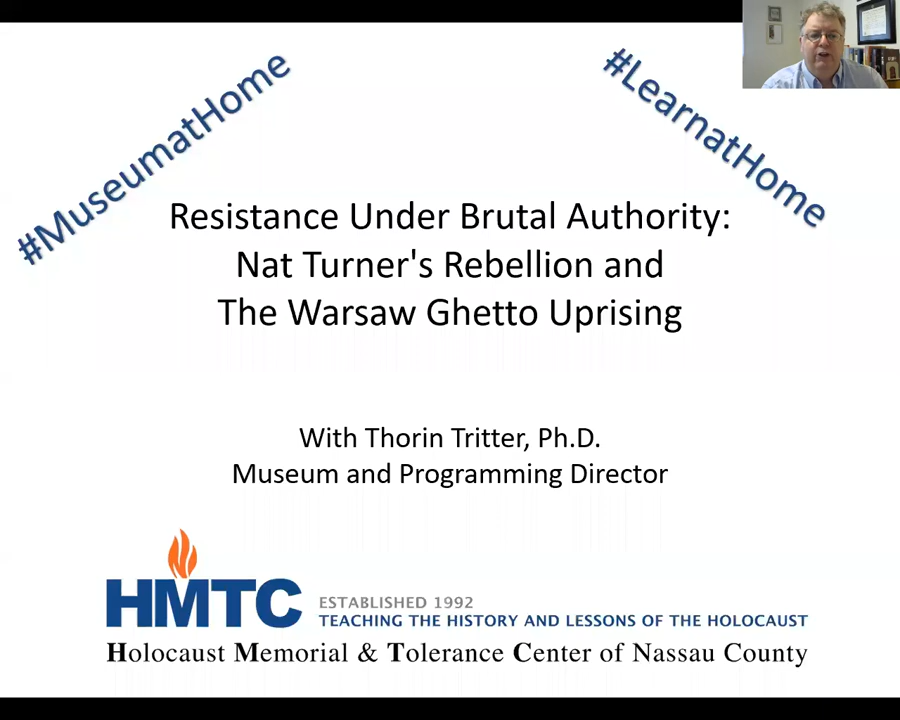 #MuseumatHome
#LearnatHome
Resistance Under Brutal Authority:
Nat Turner's Rebellion and
The Warsaw Ghetto Uprising
With Thorin Tritter, Ph.D.
Museum and Programming Director
HMTC
ESTABLISHED 1992
TEACHING THE HISTORY AND LESSONS OF THE HOLOCAUST
Holocaust Memorial & Tolerance Center of Nassau County